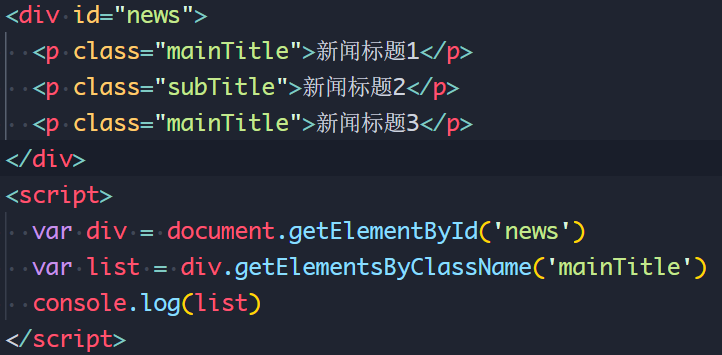 <div id="news">
<p class="mainTitle">新闻标题1</p>
<p class="subTitle">新闻标题2</p>
<p class="mainTitle">新闻标题3</p>
</div>
<script>
var div = document.getElementById('news')
var list = div.getElementsByClassName('mainTitle')
console.log(list)
</script>